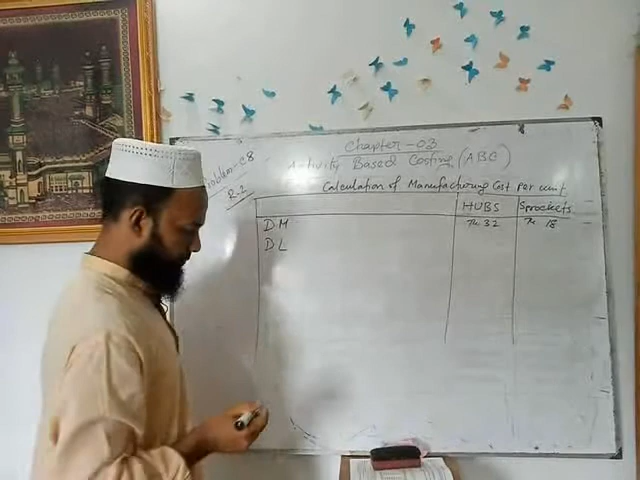 Chapter-03
Activity Based Costing (ABC)
Problem-08
R-2
Calculation of Manufacturing Cost Per unit
HUBS Sprockets
DM Tk 32 Tk 18
DL